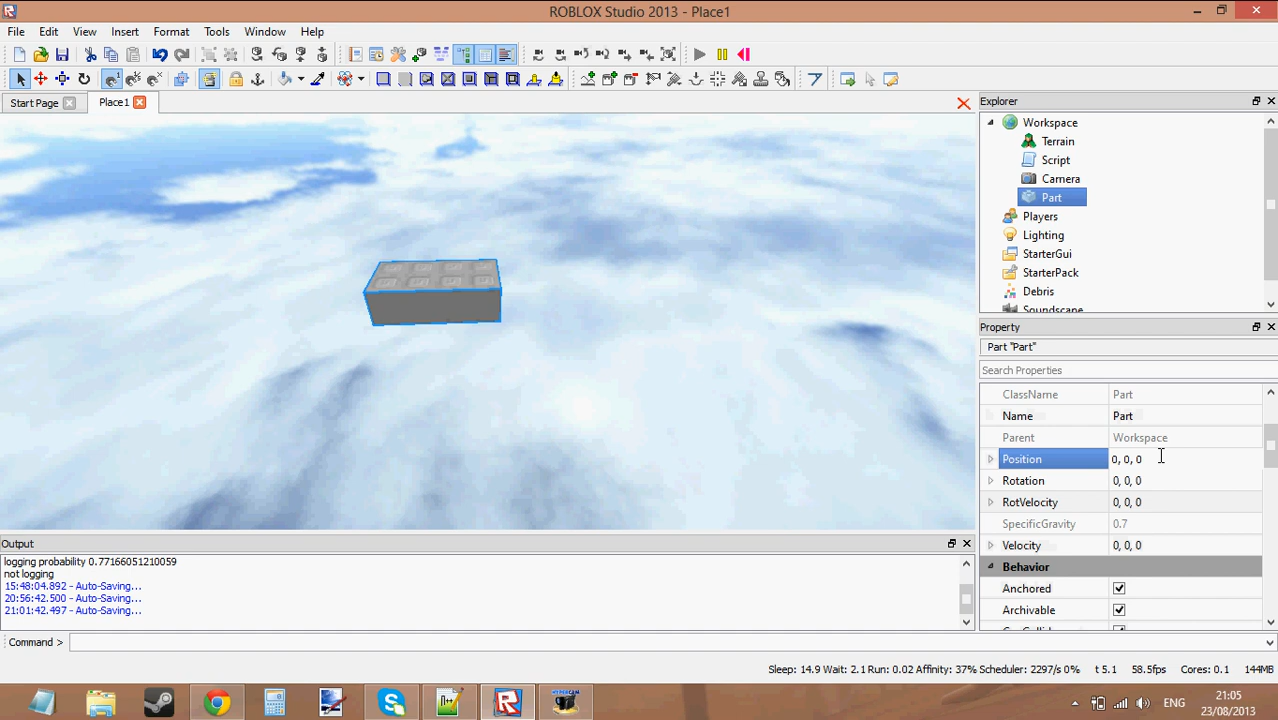 ROBLOX Studio 2013 - Place1
File Edit View Insert Format Tools Window Help
Start Page Place1
Explorer
Workspace
Terrain
Script
Camera
Part
Players
Lighting
StarterGui
StarterPack
Debris
Soundscape
Property
Part "Part"
Search Properties
ClassName Part
Name Part
Parent Workspace
Position 0, 0, 0
Rotation 0, 0, 0
RotVelocity 0, 0, 0
SpecificGravity 0.7
Velocity 0, 0, 0
Behavior
Anchored
Archivable
CanCollide
Output
logging probability 0.77166051210059
not logging
15:48:04.892 - Auto-Saving...
20:56:42.500 - Auto-Saving...
21:01:42.497 - Auto-Saving...
Command >
Sleep: 14.9 Wait: 2.1 Run: 0.02 Affinity: 37% Scheduler: 2297/s 0% t 5.1 58.5fps Cores: 0.1 144MB
ENG
21:05
23/08/2013